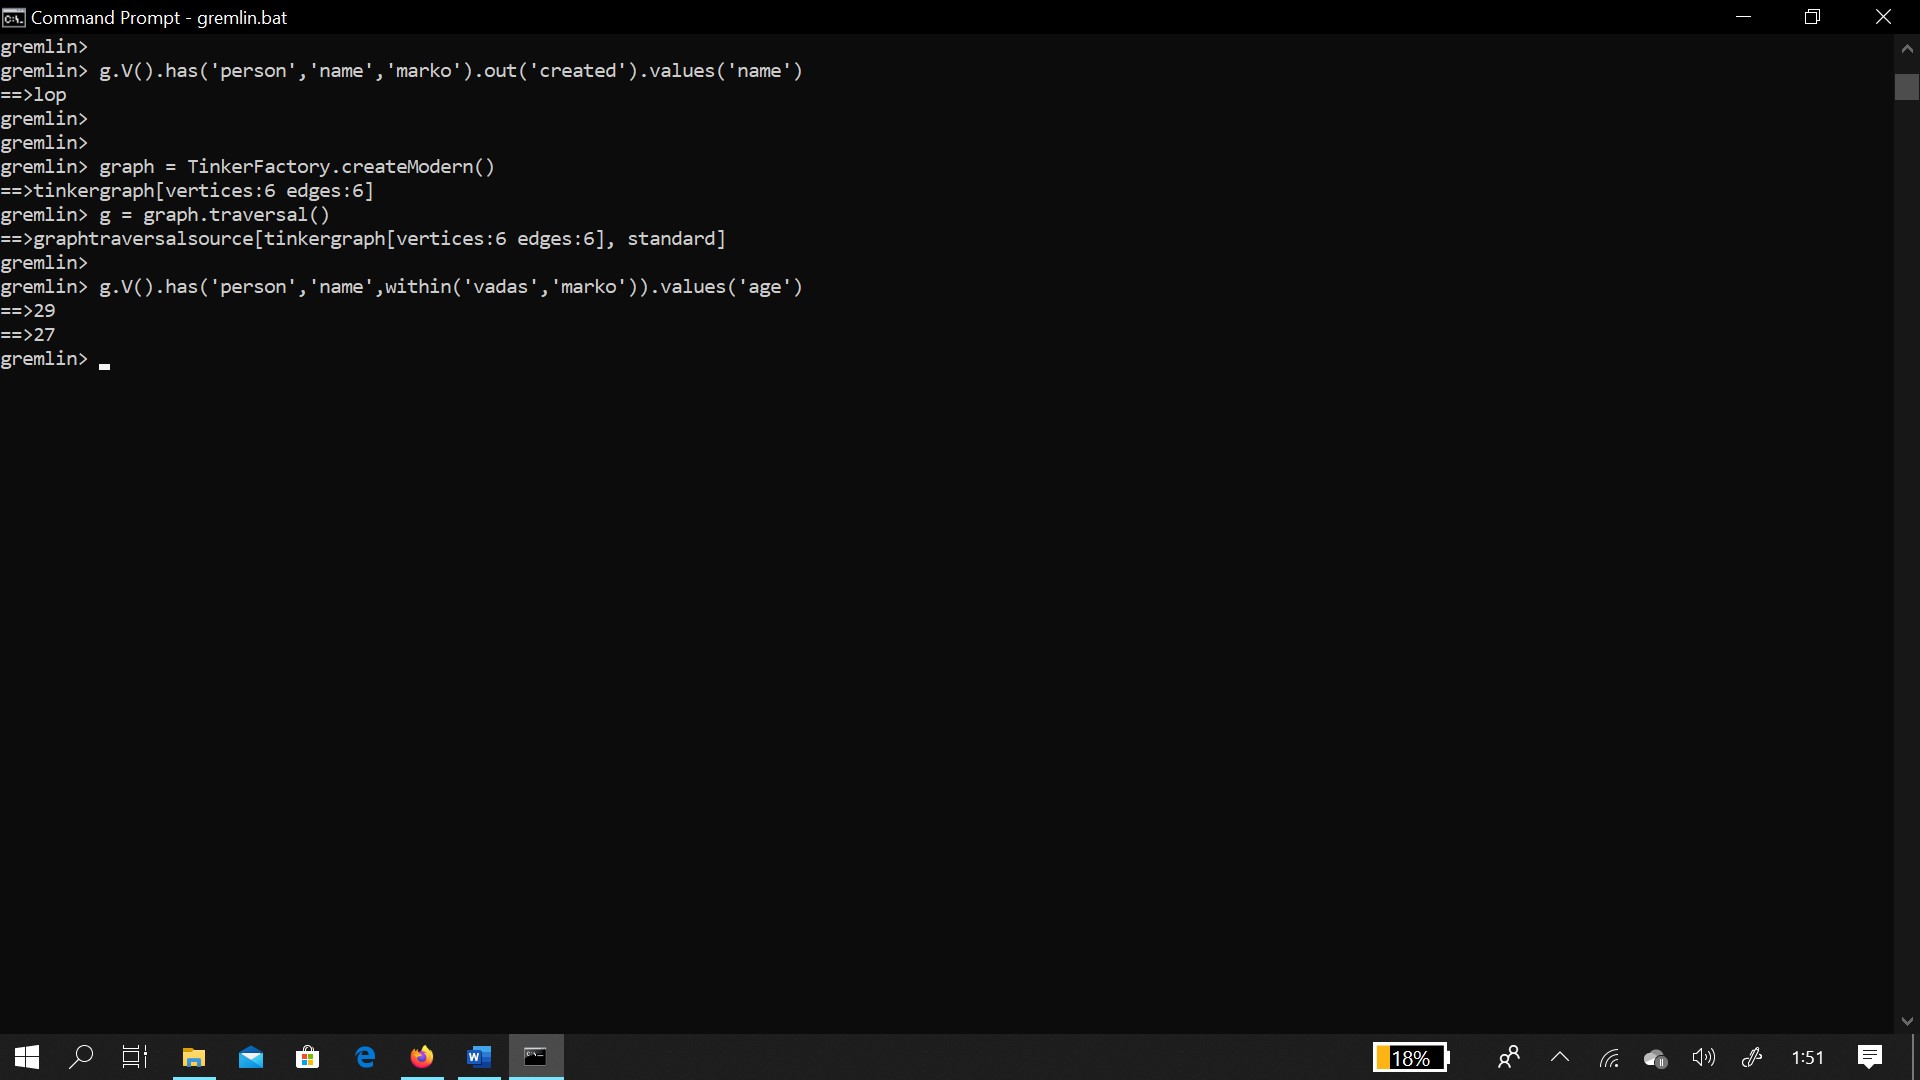 Command Prompt - gremlin.bat
gremlin>
gremlin> g.V().has('person','name','marko').out('created').values('name')
==>lop
gremlin>
gremlin>
gremlin> graph = TinkerFactory.createModern()
==>tinkergraph[vertices:6 edges:6]
gremlin> g = graph.traversal()
==>graphtraversalsource[tinkergraph[vertices:6 edges:6], standard]
gremlin>
gremlin> g.V().has('person','name',within('vadas','marko')).values('age')
==>29
==>27
gremlin>
18% 1:51